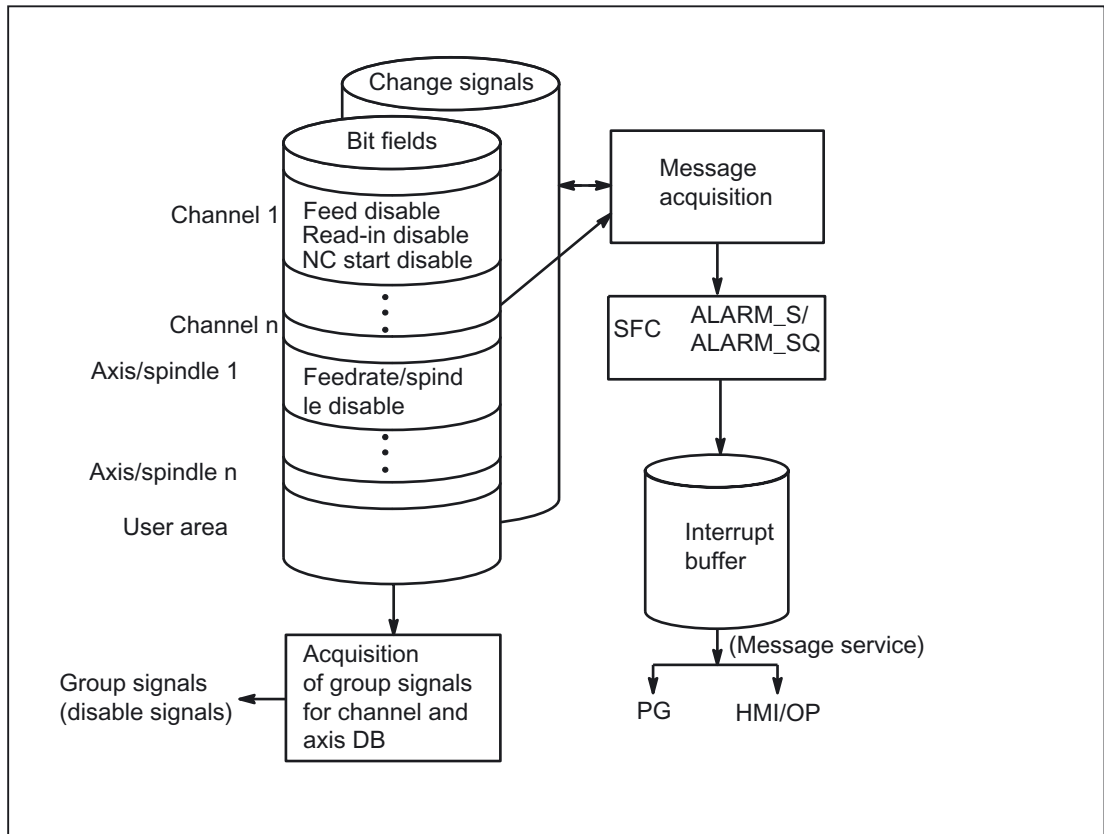 Change signals
Bit fields
Channel 1
Feed disable
Read-in disable
NC start disable
Channel n
Axis/spindle 1
Feedrate/spind
le disable
Axis/spindle n
User area
Message
acquisition
SFC
ALARM_S/
ALARM_SQ
Interrupt
buffer
(Message service)
PG
HMI/OP
Acquisition
of group signals
for channel and
axis DB
Group signals
(disable signals)